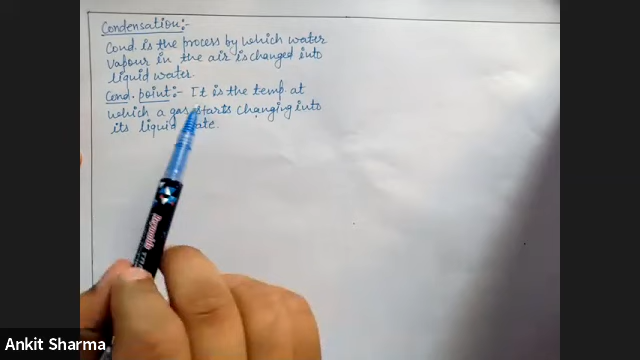 Condensation:-
Cond. is the process by which water
vapour in the air is changed into
liquid water.
Cond. point:- It is the temp at
which a gas starts changing into
its liquid state.
Reynolds
Ankit Sharma